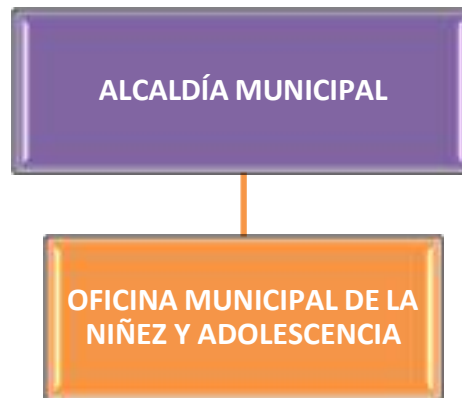 ALCALDÍA MUNICIPAL
OFICINA MUNICIPAL DE LA
NIÑEZ Y ADOLESCENCIA